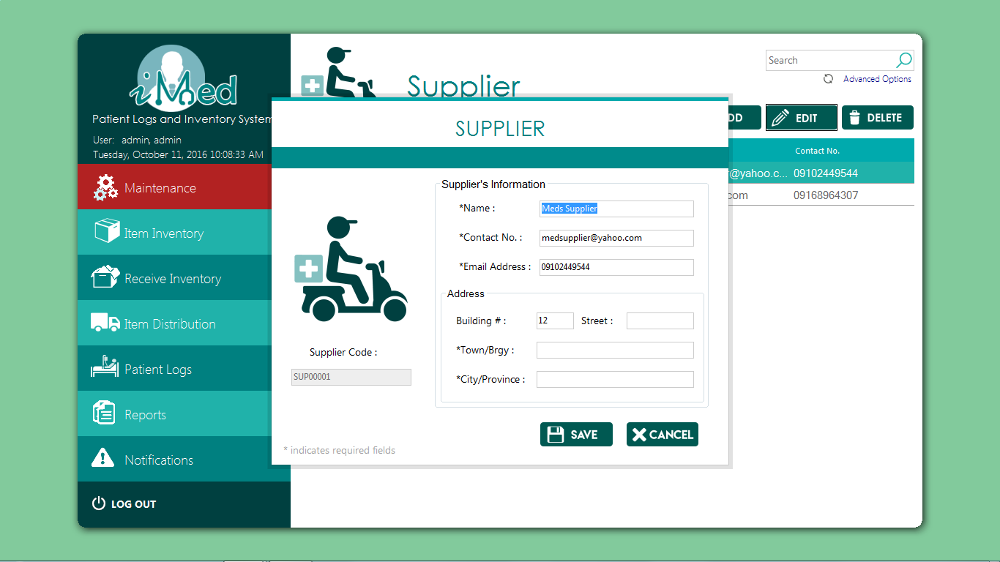 iMed
Patient Logs and Inventory System
User: admin, admin
Tuesday, October 11, 2016 10:08:33 AM
Maintenance
Item Inventory
Receive Inventory
Item Distribution
Patient Logs
Reports
Notifications
LOG OUT
Supplier
Search
Advanced Options
DD EDIT DELETE
Contact No.
@yahoo.c... 09102449544
com 09168964307
SUPPLIER
Supplier Code :
SUP00001
* indicates required fields
Supplier's Information
*Name : Meds Supplier
*Contact No. : medsupplier@yahoo.com
*Email Address : 09102449544
Address
Building # : 12 Street :
*Town/Brgy :
*City/Province :
SAVE CANCEL